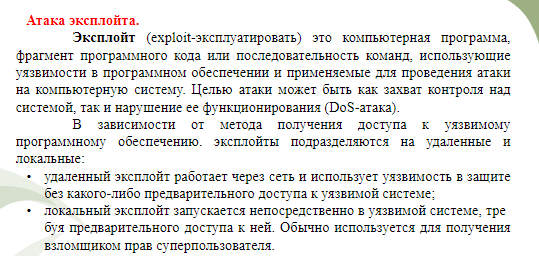 Атака эксплойта.
Эксплойт (exploit-эксплуатировать) это компьютерная программа,
фрагмент программного кода или последовательность команд, использующие
уязвимости в программном обеспечении и применяемые для проведения атаки
на компьютерную систему. Целью атаки может быть как захват контроля над
системой, так и нарушение ее функционирования (DoS-атака).
В зависимости от метода получения доступа к уязвимому
программному обеспечению. эксплойты подразделяются на удаленные и
локальные:
• удаленный эксплойт работает через сеть и использует уязвимость в защите
без какого-либо предварительного доступа к уязвимой системе;
• локальный эксплойт запускается непосредственно в уязвимой системе, тре
буя предварительного доступа к ней. Обычно используется для получения
взломщиком прав суперпользователя.